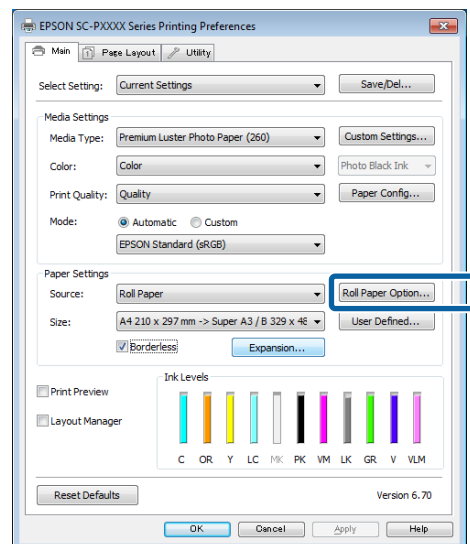 EPSON SC-PXXXX Series Printing Preferences
Main Page Layout Utility
Select Setting: Current Settings Save/Del...
Media Settings
Media Type: Premium Luster Photo Paper (260) Custom Settings...
Color: Color Photo Black Ink
Print Quality: Quality Paper Config...
Mode: Automatic Custom
EPSON Standard (sRGB)
Paper Settings
Source: Roll Paper Roll Paper Option...
Size: A4 210 x 297 mm -> Super A3 / B 329 x 48 User Defined...
Borderless Expansion...
Ink Levels
Print Preview
Layout Manager
C OR Y LC MK PK VM LK GR V VLM
Reset Defaults Version 6.70
OK Cancel Apply Help